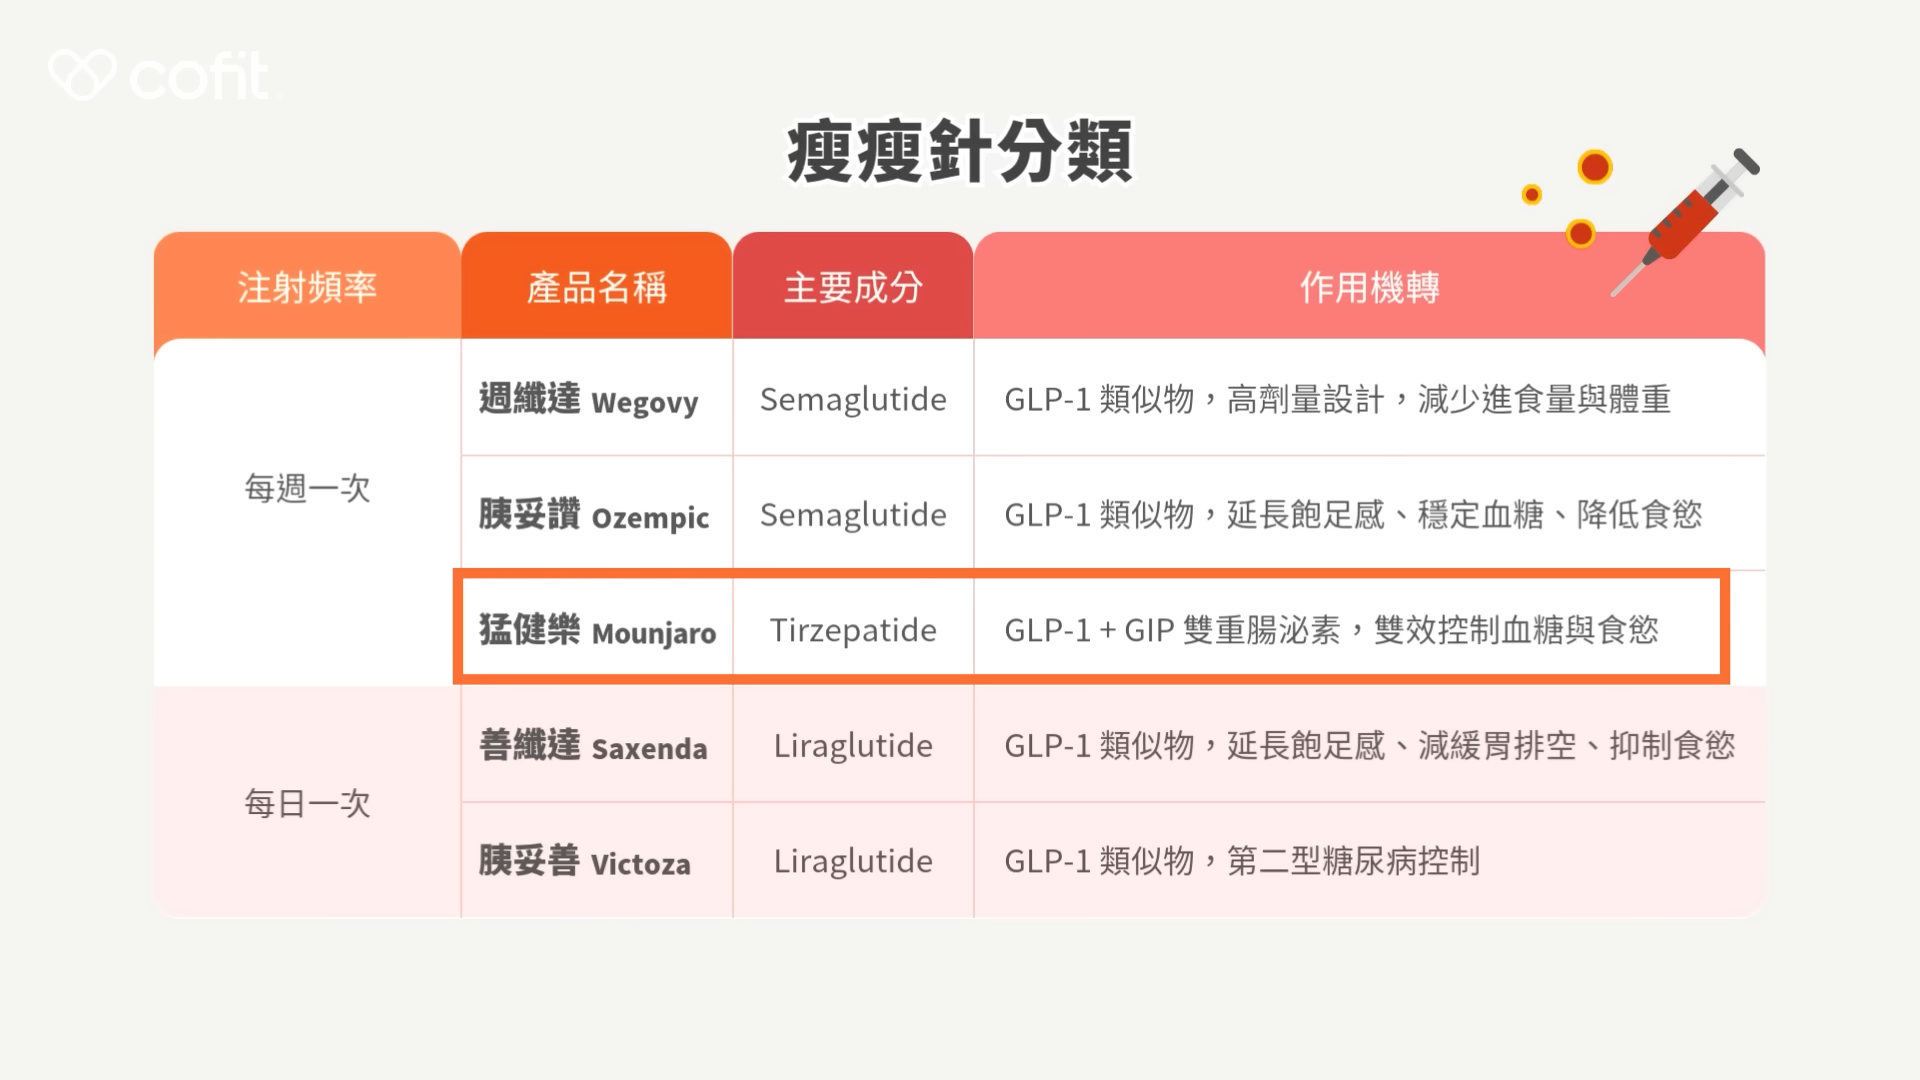 cofit
瘦瘦針分類
注射頻率 產品名稱 主要成分 作用機轉
每週一次
週纖達 Wegovy Semaglutide GLP-1 類似物，高劑量設計，減少進食量與體重
胰妥讚 Ozempic Semaglutide GLP-1 類似物，延長飽足感、穩定血糖、降低食慾
猛健樂 Mounjaro Tirzepatide GLP-1 + GIP 雙重腸泌素，雙效控制血糖與食慾
每日一次
善纖達 Saxenda Liraglutide GLP-1 類似物，延長飽足感、減緩胃排空、抑制食慾
胰妥善 Victoza Liraglutide GLP-1 類似物，第二型糖尿病控制